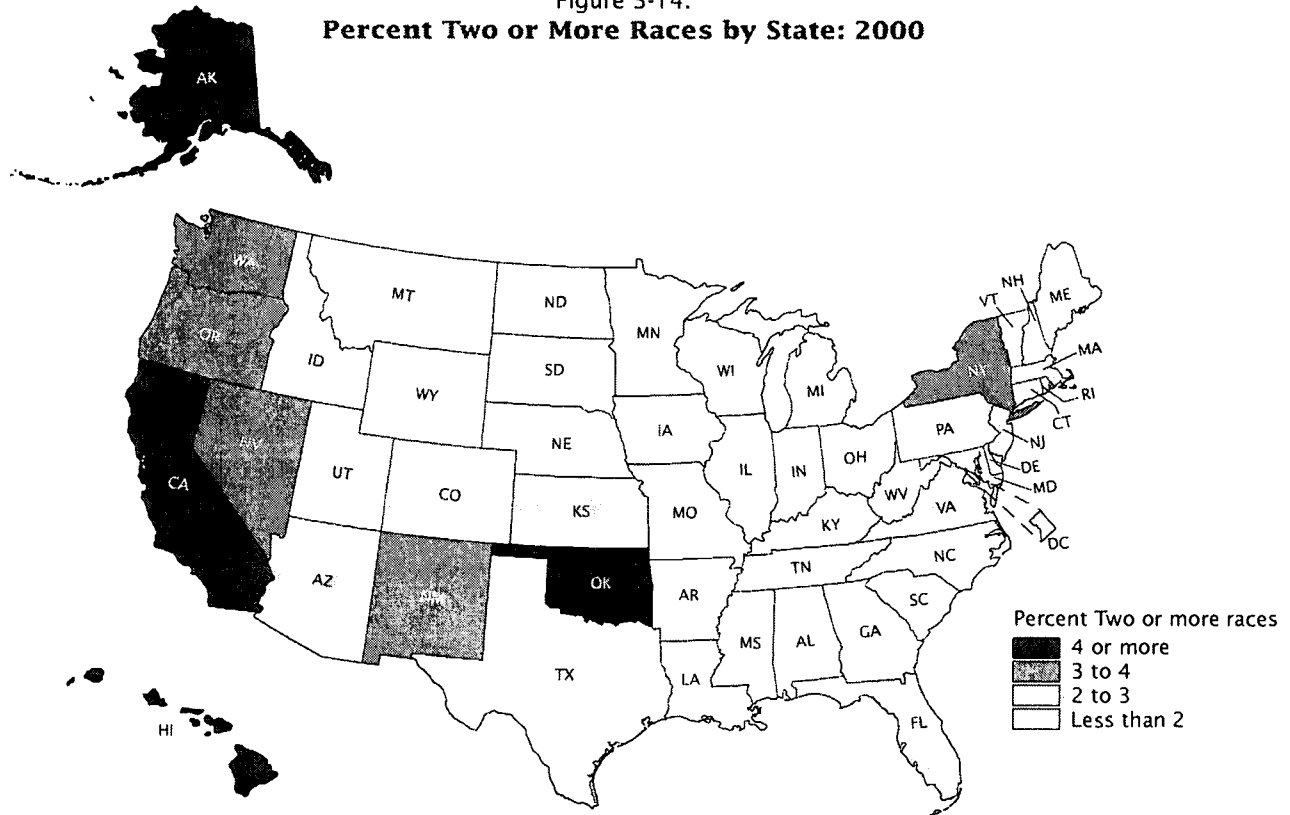 Figure 3-14.
Percent Two or More Races by State: 2000
AK
WA
MT
ND
MN
VT
NH
ME
OR
ID
SD
WI
MI
NY
MA
RI
CT
WY
IA
PA
NJ
NV
NE
IL
IN
OH
DE
MD
CA
UT
CO
KS
MO
WV
VA
KY
DC
AZ
NM
OK
AR
TN
NC
SC
MS
AL
GA
TX
LA
FL
HI
Percent Two or more races
4 or more
3 to 4
2 to 3
Less than 2